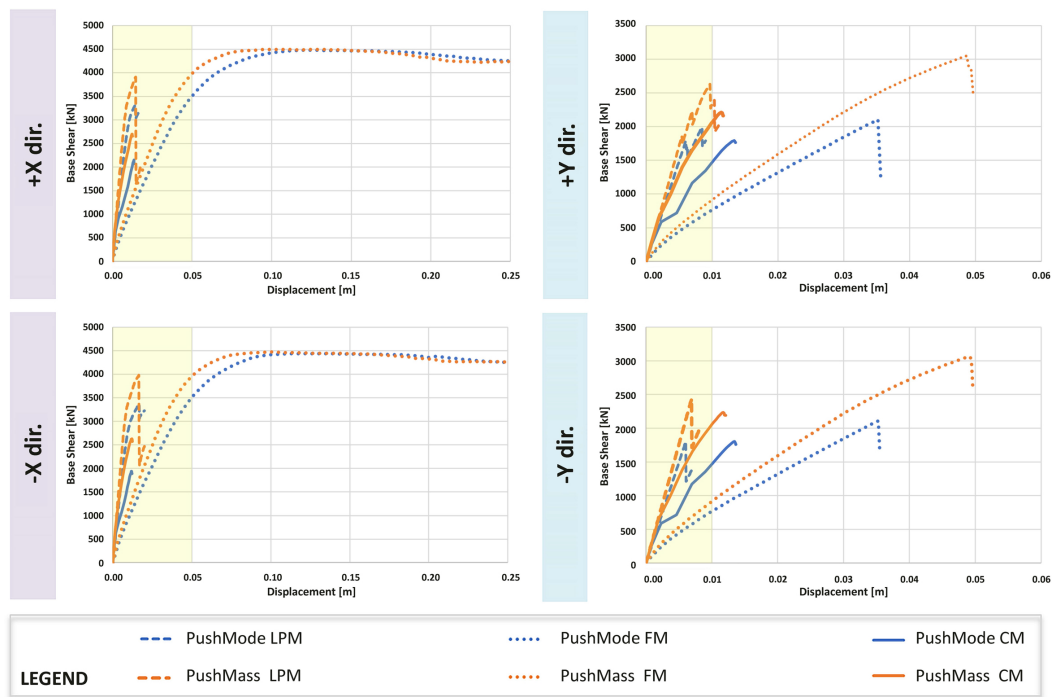 +X dir.
Base Shear [kN]
5000
4500
4000
3500
3000
2500
2000
1500
1000
500
0
0.00 0.05 0.10 0.15 0.20 0.25
Displacement [m]
+Y dir.
Base Shear [kN]
3500
3000
2500
2000
1500
1000
500
0
0.00 0.01 0.02 0.03 0.04 0.05 0.06
Displacement [m]
-X dir.
Base Shear [kN]
5000
4500
4000
3500
3000
2500
2000
1500
1000
500
0
0.00 0.05 0.10 0.15 0.20 0.25
Displacement [m]
-Y dir.
Base Shear [kN]
3500
3000
2500
2000
1500
1000
500
0
0.00 0.01 0.02 0.03 0.04 0.05 0.06
Displacement [m]
LEGEND
PushMode LPM PushMode FM PushMode CM
PushMass LPM PushMass FM PushMass CM